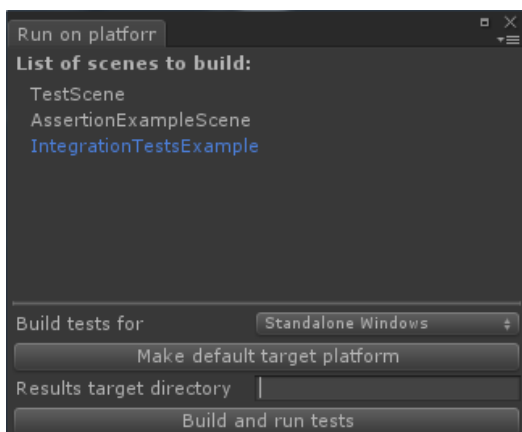 Run on platforr
List of scenes to build:
TestScene
AssertionExampleScene
IntegrationTestsExample
Build tests for Standalone Windows
Make default target platform
Results target directory
Build and run tests